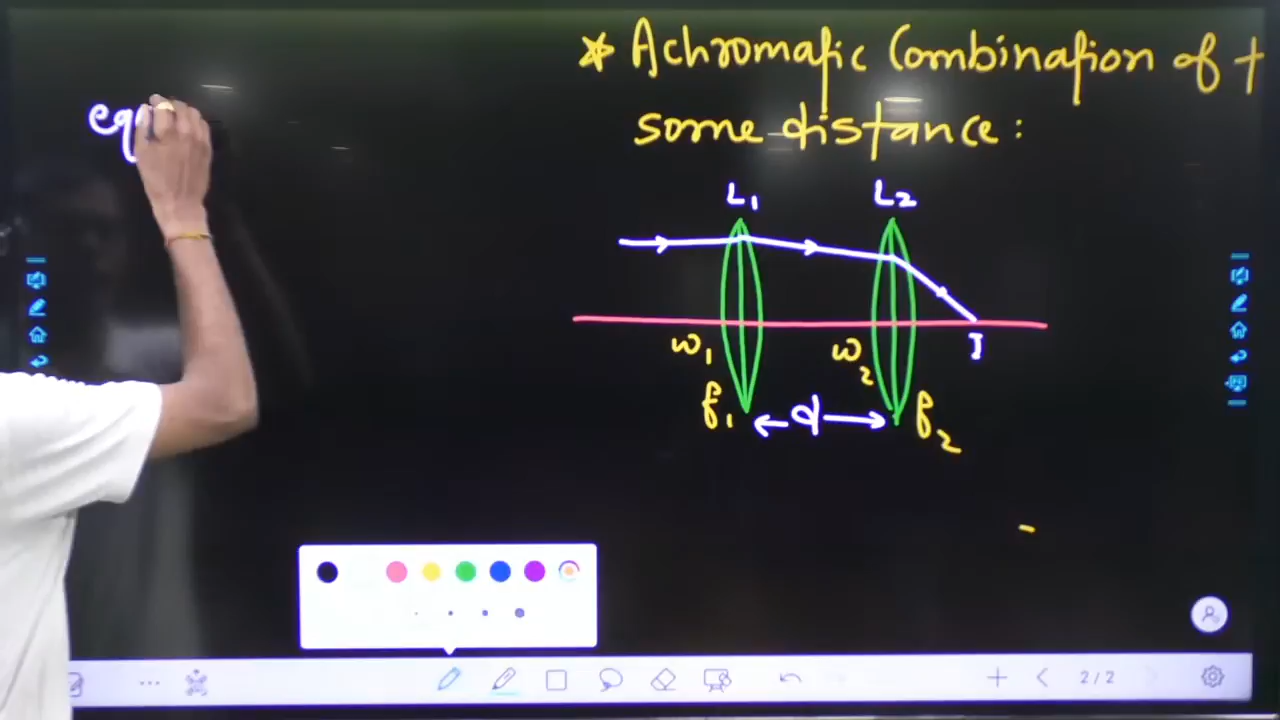 * Achromatic Combination of
some distance :
L1 L2
ω1 ω2 I
f1 ← d → f2
2/2